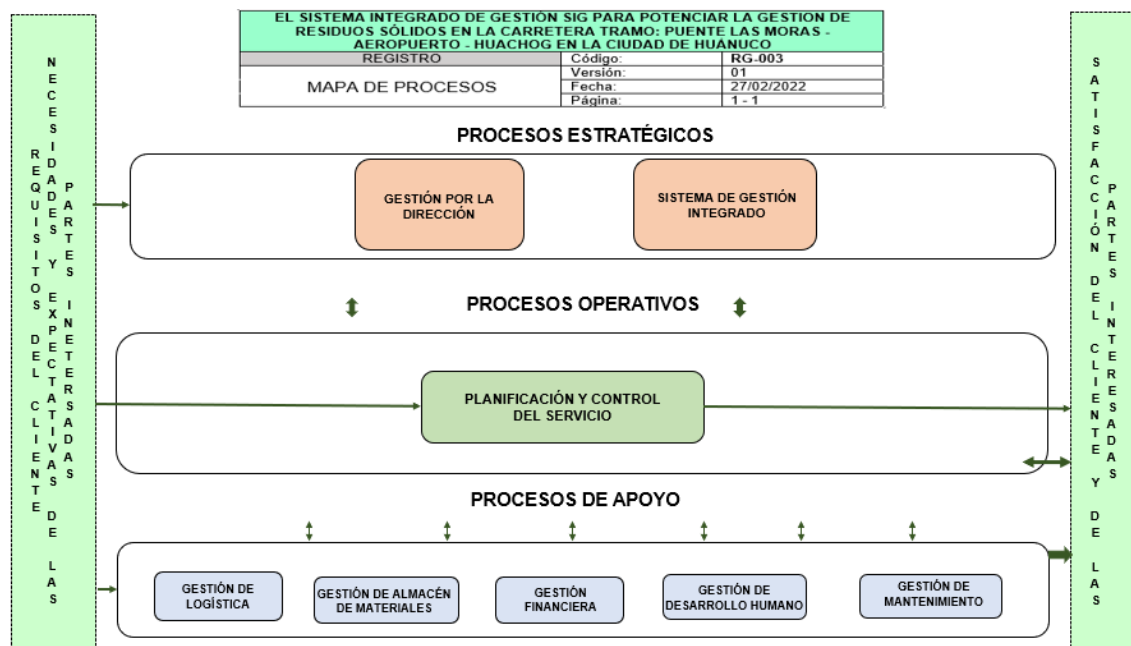 EL SISTEMA INTEGRADO DE GESTIÓN SIG PARA POTENCIAR LA GESTION DE
RESIDUOS SÓLIDOS EN LA CARRETERA TRAMO: PUENTE LAS MORAS -
AEROPUERTO - HUACHOG EN LA CIUDAD DE HUÁNUCO
REGISTRO
Código: RG-003
MAPA DE PROCESOS
Versión: 01
Fecha: 27/02/2022
Página: 1 - 1
REQUISITOS DEL CLIENTE
NECESIDADES Y EXPECTATIVAS DE LAS
PARTES INETERSADAS
PROCESOS ESTRATÉGICOS
GESTIÓN POR LA
DIRECCIÓN
SISTEMA DE GESTIÓN
INTEGRADO
PROCESOS OPERATIVOS
PLANIFICACIÓN Y CONTROL
DEL SERVICIO
PROCESOS DE APOYO
GESTIÓN DE
LOGÍSTICA
GESTIÓN DE ALMACÉN
DE MATERIALES
GESTIÓN
FINANCIERA
GESTIÓN DE
DESARROLLO HUMANO
GESTIÓN DE
MANTENIMIENTO
SATISFACCIÓN DEL CLIENTE Y DE LAS
PARTES INTERESADAS